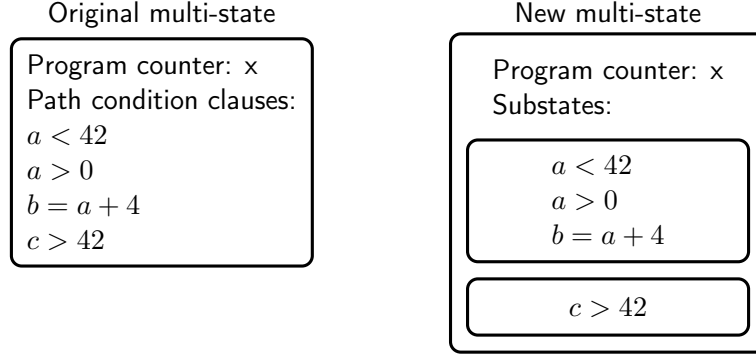 Original multi-state
Program counter: x
Path condition clauses:
a < 42
a > 0
b = a + 4
c > 42
New multi-state
Program counter: x
Substates:
a < 42
a > 0
b = a + 4
c > 42